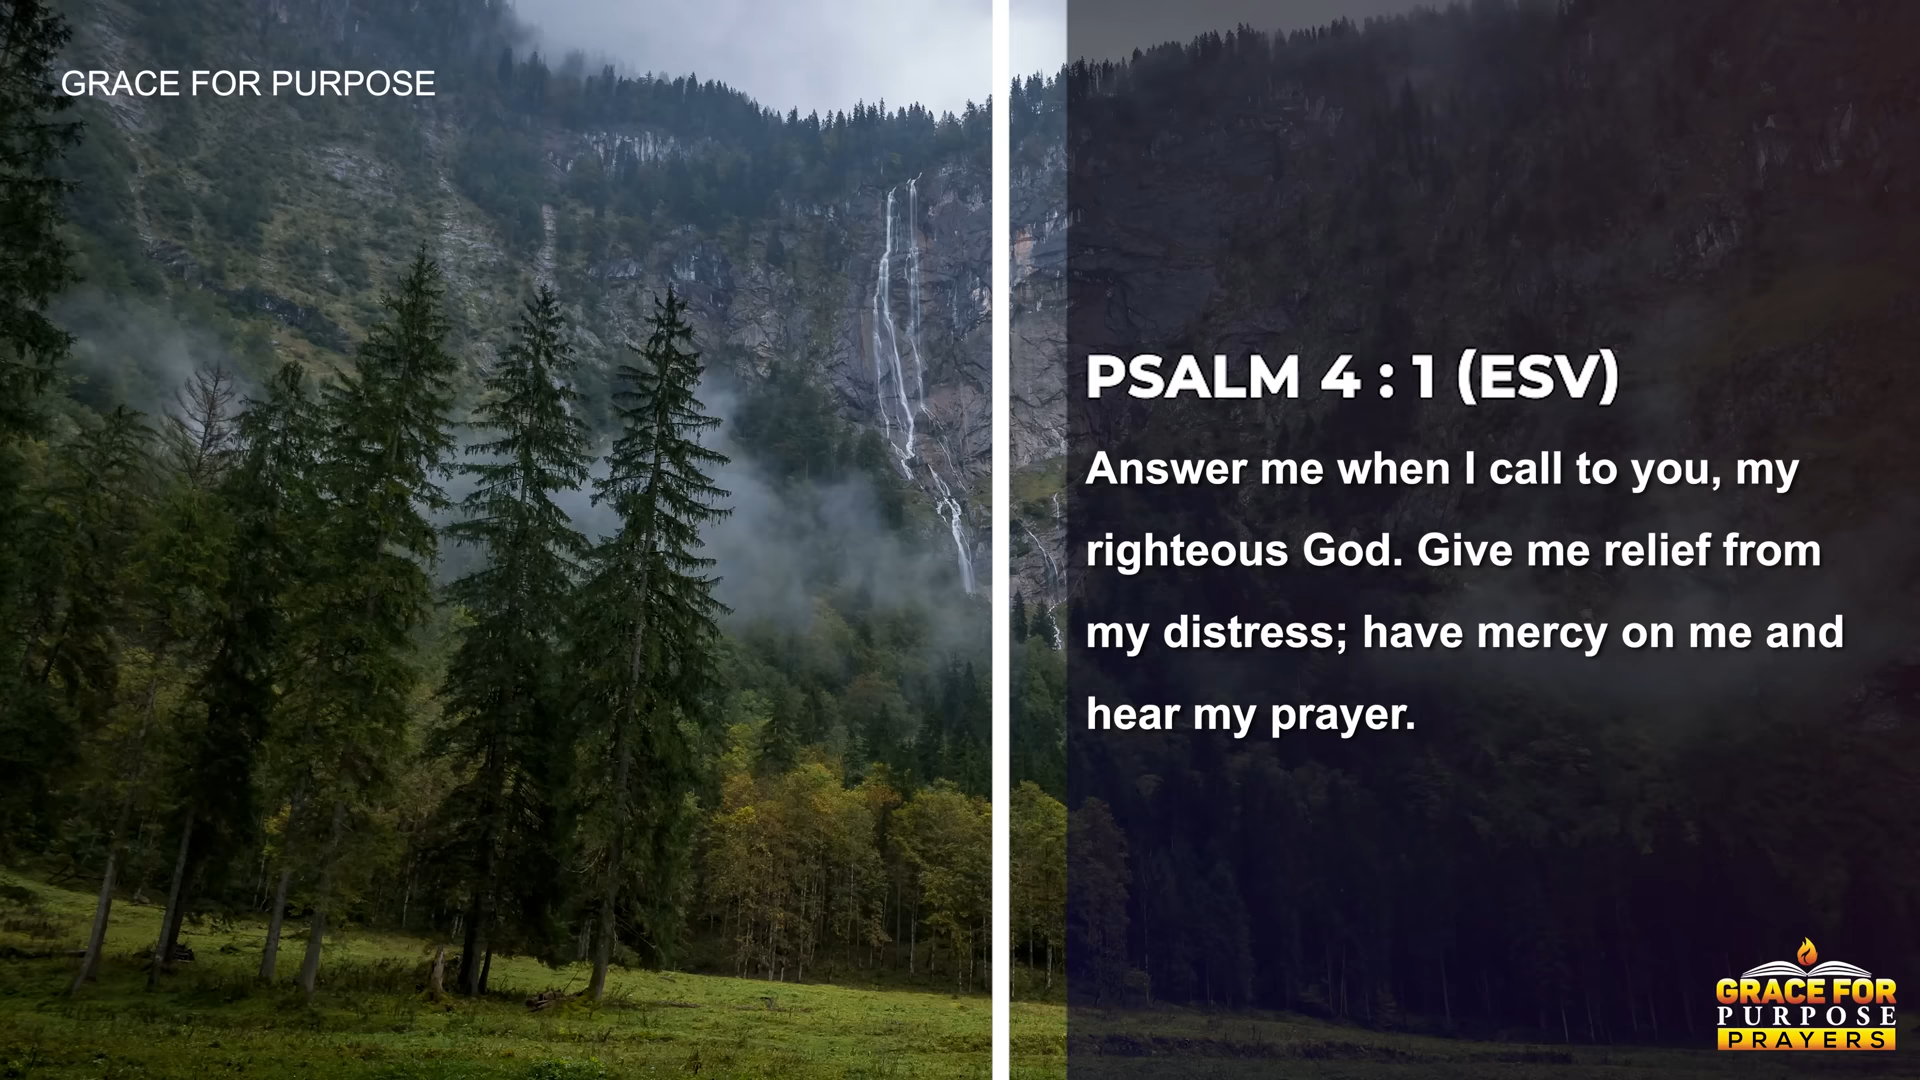 GRACE FOR PURPOSE
PSALM 4 : 1 (ESV)
Answer me when I call to you, my
righteous God. Give me relief from
my distress; have mercy on me and
hear my prayer.
GRACE FOR
PURPOSE
PRAYERS